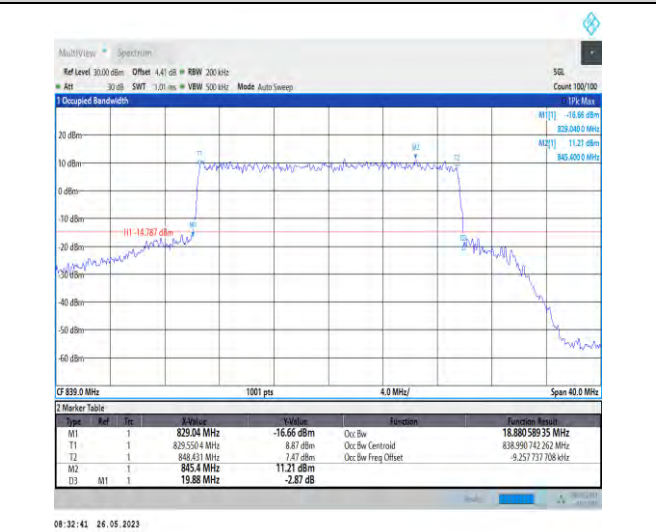 MultiView Spectrum
Ref Level 30.00 dBm Offset 4.41 dB RBW 200 kHz SGL
Att 30 dB SWT 1.01 ms VBW 500 kHz Mode Auto Sweep Count 100/100
1 Occupied Bandwidth 1Pk Max
M1[1] -16.66 dBm
829.040 0 MHz
M2[1] 11.21 dBm
845.400 0 MHz
20 dBm
M2
T1 T2
10 dBm
0 dBm
-10 dBm
M1
H1 -14.787 dBm
-20 dBm
-30 dBm
-40 dBm
-50 dBm
-60 dBm
CF 839.0 MHz 1001 pts 4.0 MHz/ Span 40.0 MHz
2 Marker Table
Type Ref Trc X-Value Y-Value Function Function Result
M1 1 829.04 MHz -16.66 dBm Occ Bw 18.880 589 35 MHz
T1 1 829.550 4 MHz 8.87 dBm Occ Bw Centroid 838.990 742 262 MHz
T2 1 848.431 MHz 7.47 dBm Occ Bw Freq Offset -9.257 737 708 kHz
M2 1 845.4 MHz 11.21 dBm
D3 M1 1 19.88 MHz -2.87 dB
08:32:41 26.05.2023